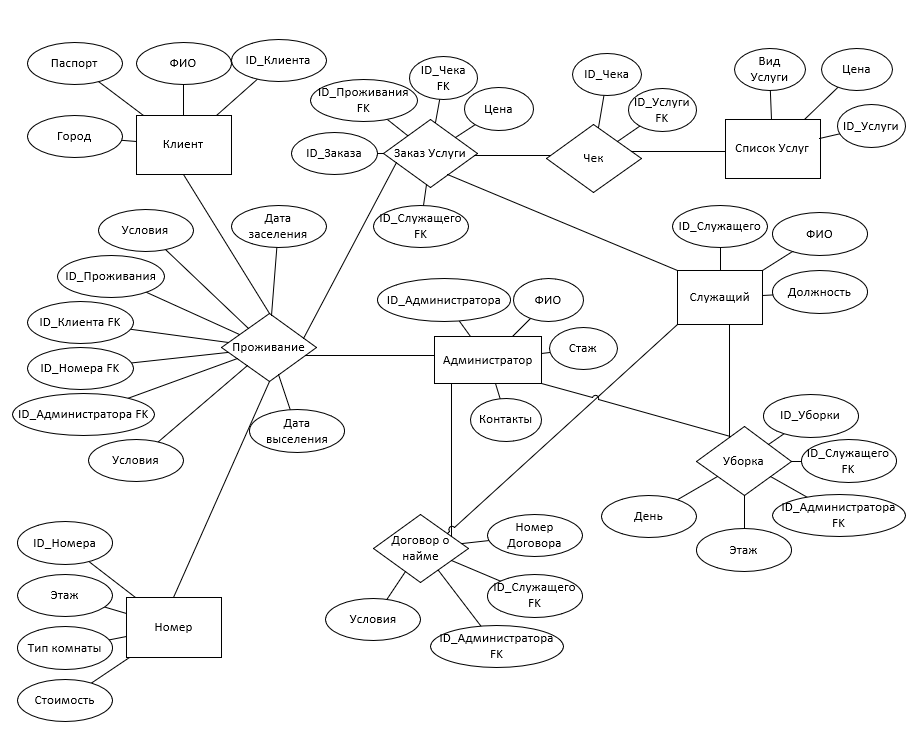 Паспорт
ФИО
ID_Клиента
Город
Клиент
ID_Проживания
FK
ID_Чека
FK
Цена
ID_Заказа
Заказ Услуги
ID_Служащего
FK
ID_Чека
ID_Услуги
FK
Чек
Вид
Услуги
Цена
ID_Услуги
Список Услуг
Условия
Дата
заселения
ID_Проживания
ID_Клиента FK
ID_Номера FK
ID_Администратора FK
Условия
Проживание
Дата
выселения
ID_Администратора
ФИО
Стаж
Администратор
Контакты
ID_Служащего
ФИО
Служащий
Должность
ID_Уборки
Уборка
ID_Служащего
FK
ID_Администратора
FK
День
Этаж
Договор о
найме
Номер
Договора
ID_Служащего
FK
Условия
ID_Администратора
FK
ID_Номера
Этаж
Тип комнаты
Стоимость
Номер